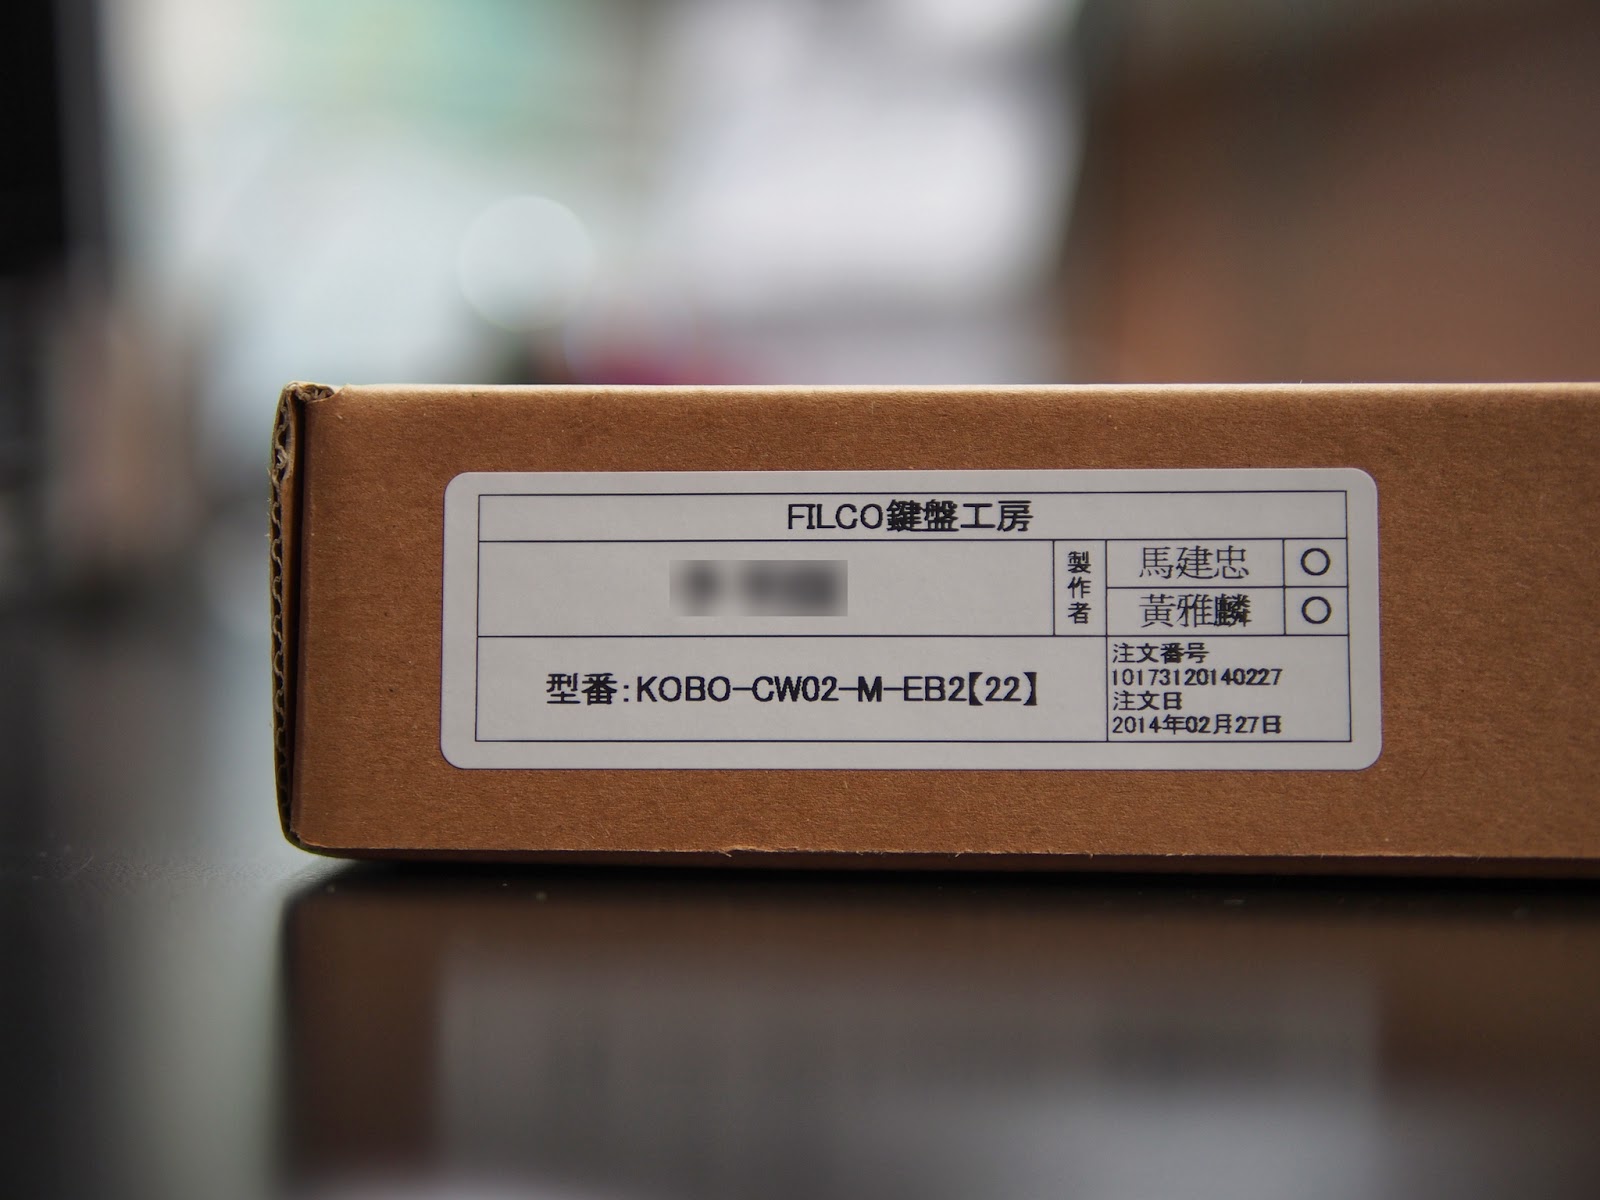 FILCO鍵盤工房
製作者
馬建忠 ○
黃雅麟 ○
型番:KOBO-CW02-M-EB2【22】
注文番号
10173120140227
注文日
2014年02月27日